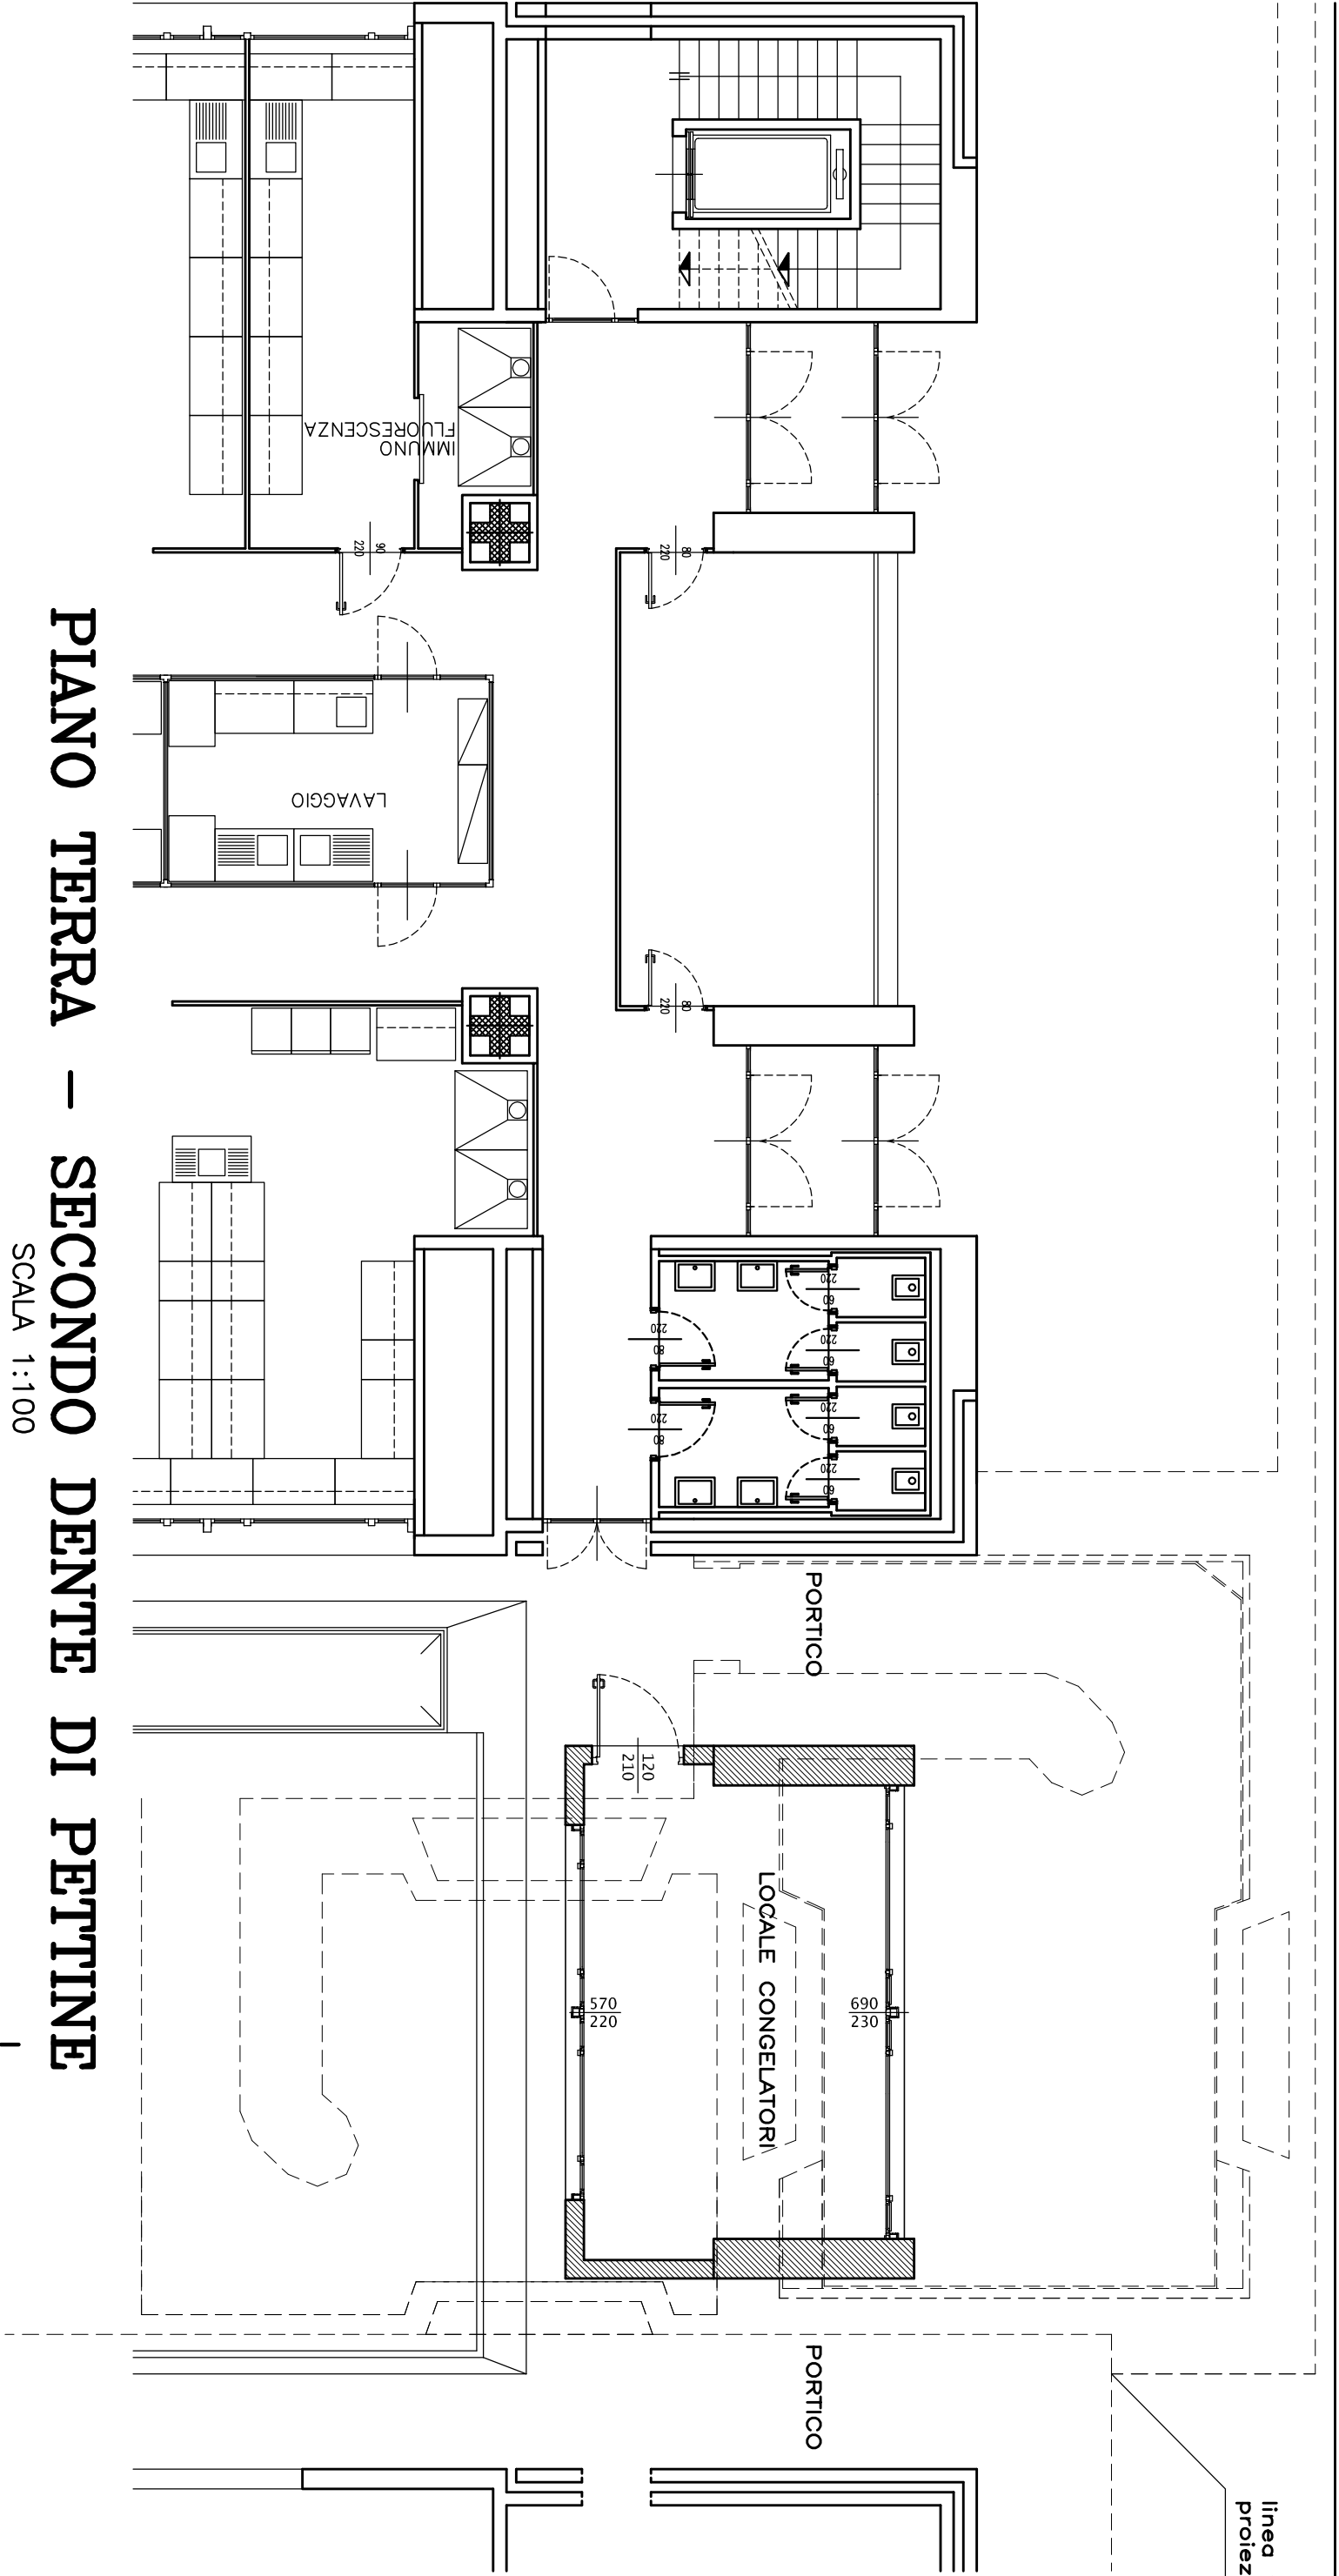 linea
proiez
PORTICO
PORTICO
690
230
LOCALE CONGELATORI
570
220
120
210
60
220
60
220
60
220
60
220
80
220
80
220
80
220
80
220
90
220
IMMUNO
FLUORESCENZA
LAVAGGIO
PIANO TERRA – SECONDO DENTE DI PETTINE
SCALA 1:100